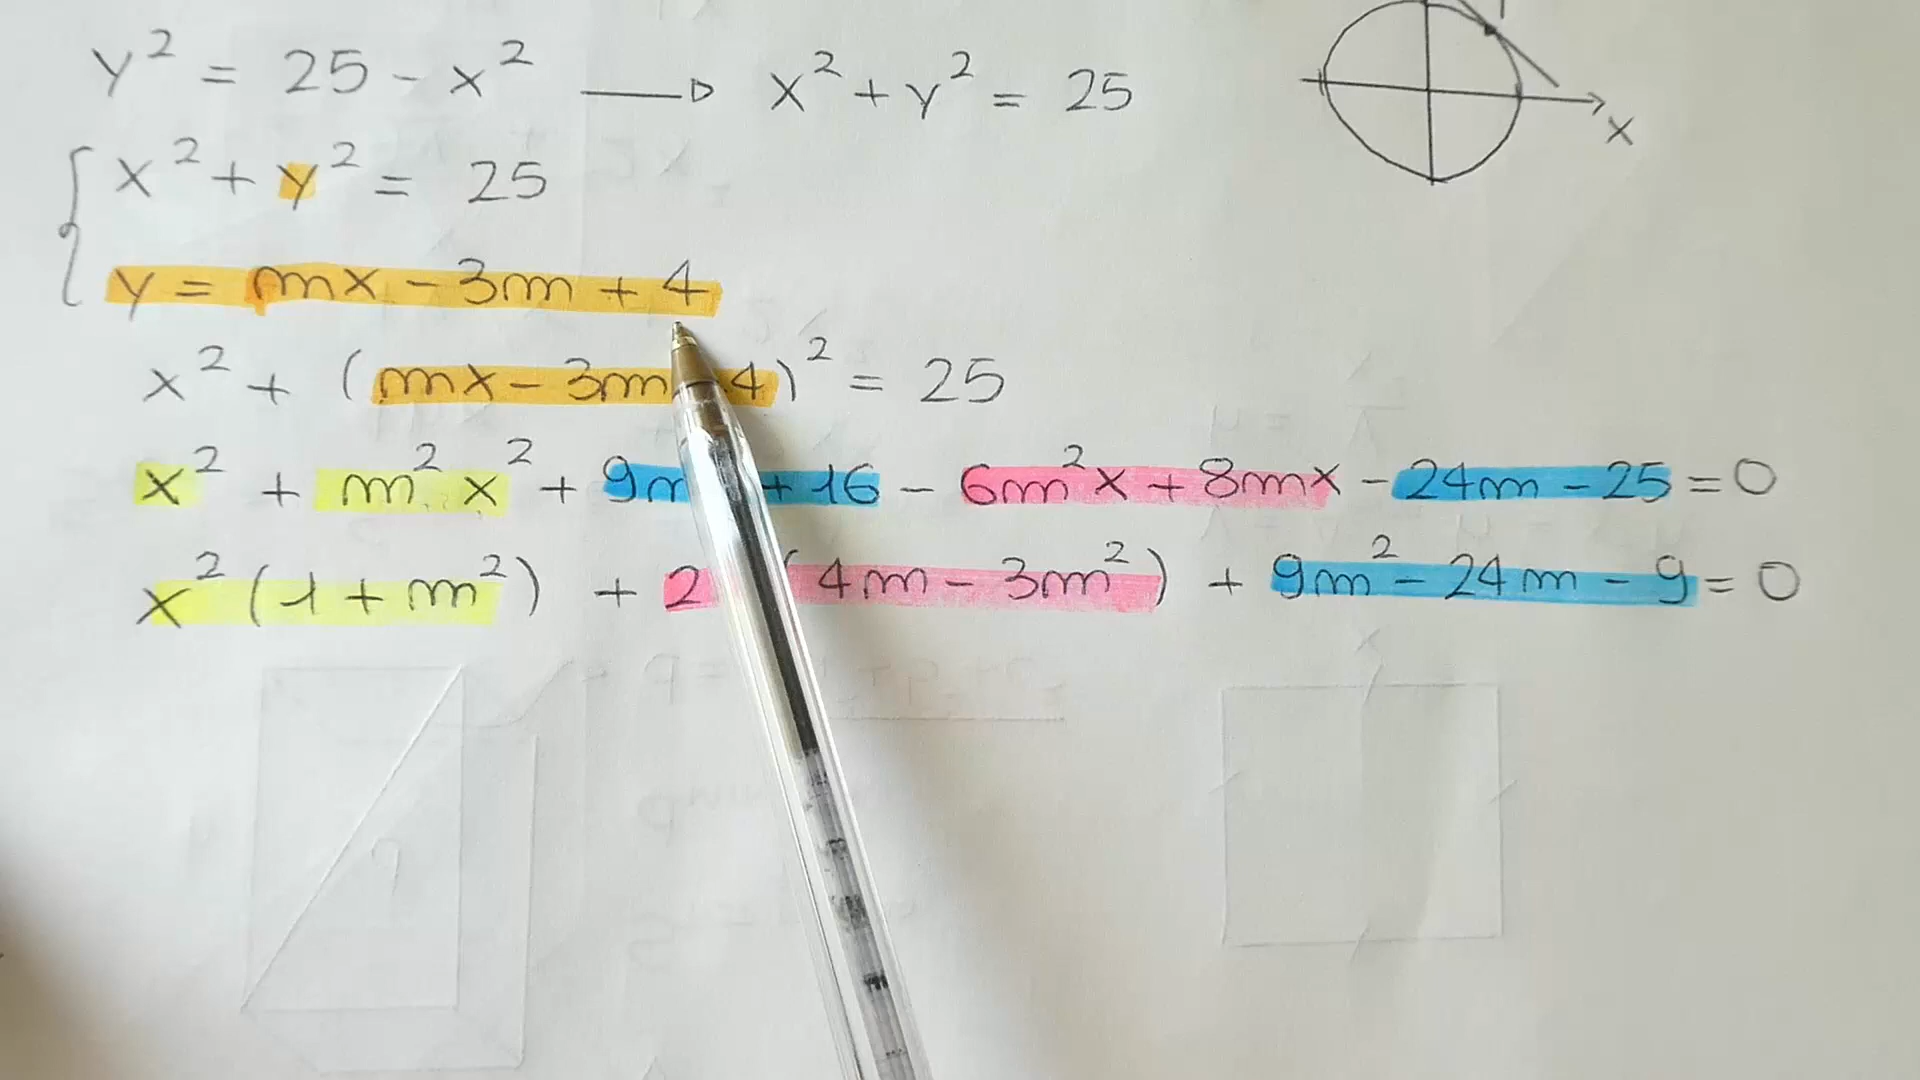 y² = 25 - x² → x² + y² = 25
x
x² + y² = 25
y = mx - 3m + 4
x² + (mx - 3m 4)² = 25
x² + m² x² + 9m +16 - 6m²x + 8mx - 24m - 25 = 0
x² (1 + m²) + 2 (4m - 3m²) + 9m² - 24m - 9 = 0